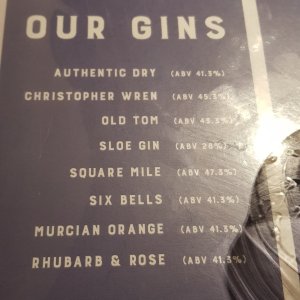 OUR GINS
AUTHENTIC DRY (ABV 41.3%)
CHRISTOPHER WREN (ABV 45.3%)
OLD TOM (ABV 43.3%)
SLOE GIN (ABV 28%)
SQUARE MILE (ABV 47.3%)
SIX BELLS (ABV 41.3%)
MURCIAN ORANGE (ABV 41.3%)
RHUBARB & ROSE (ABV 41.3%)